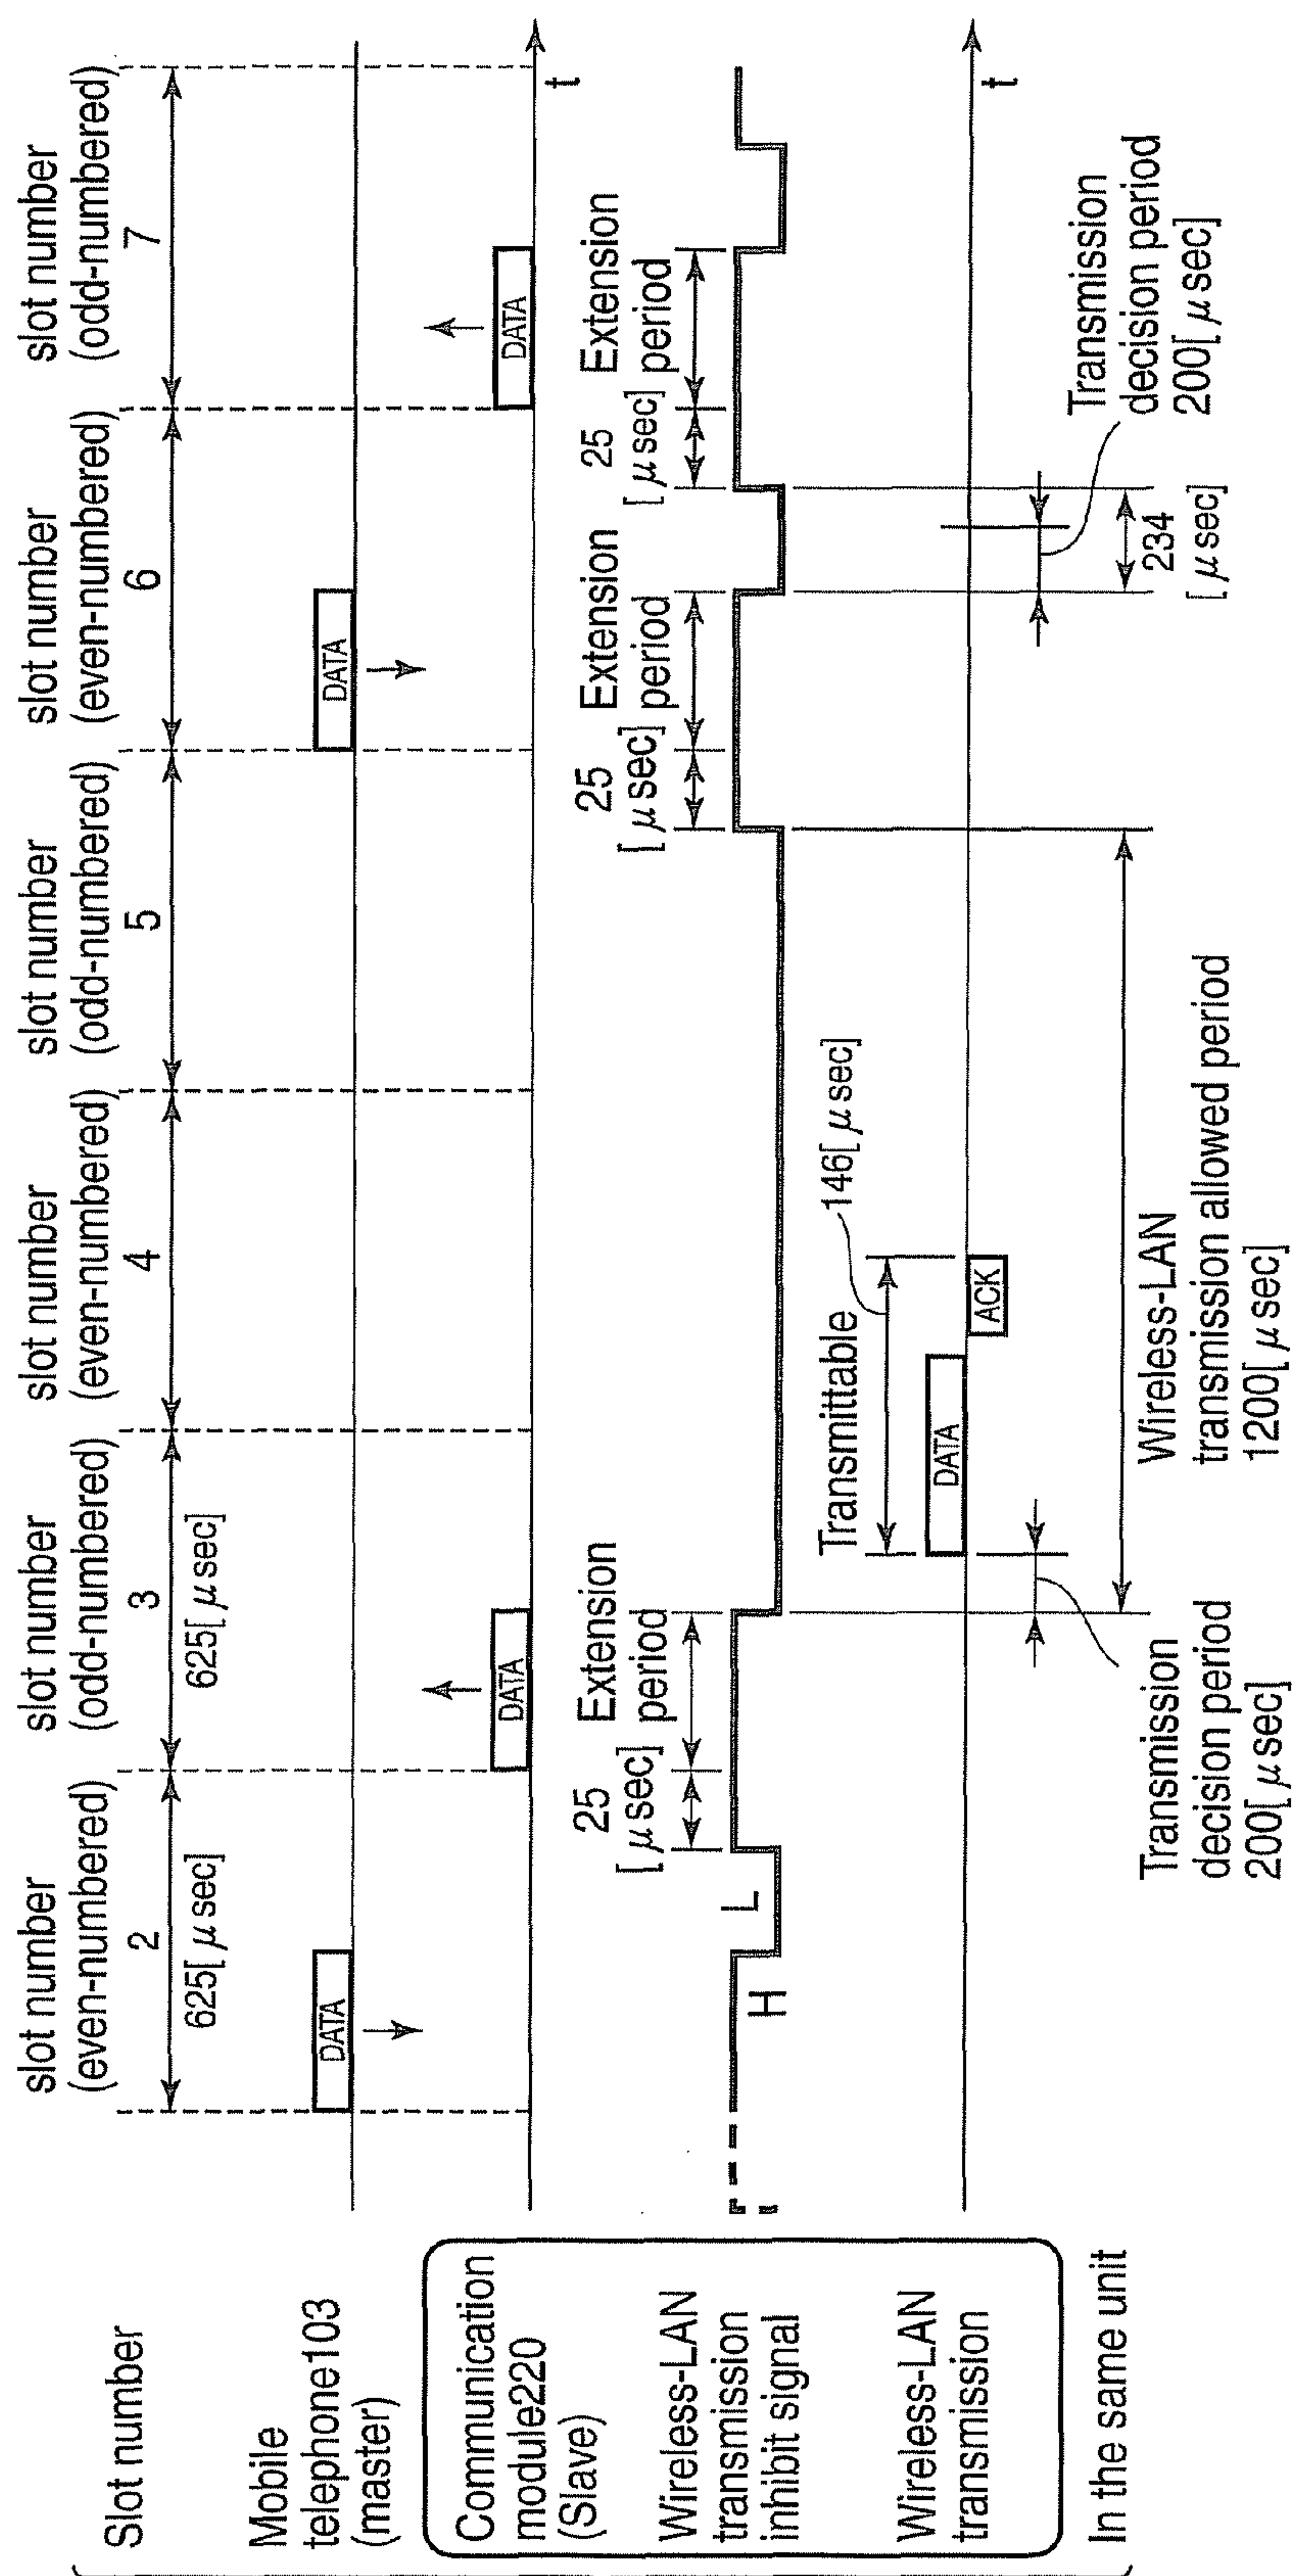 Slot number
slot number
(even-numbered)
2
625[μsec]
slot number
(odd-numbered)
3
625[μsec]
slot number
(even-numbered)
4
slot number
(odd-numbered)
5
slot number
(even-numbered)
6
slot number
(odd-numbered)
7
Mobile
telephone103
(master)
DATA
DATA
Communication
module220
(Slave)
DATA
DATA
t
Wireless-LAN
transmission
inhibit signal
H
L
25
[μsec]
Extension
period
25
[μsec]
Extension
period
25
[μsec]
Extension
period
Wireless-LAN
transmission
Transmittable
146[μsec]
DATA
ACK
t
Transmission
decision period
200[μsec]
Wireless-LAN
transmission allowed period
1200[μsec]
234
[μsec]
Transmission
decision period
200[μsec]
In the same unit